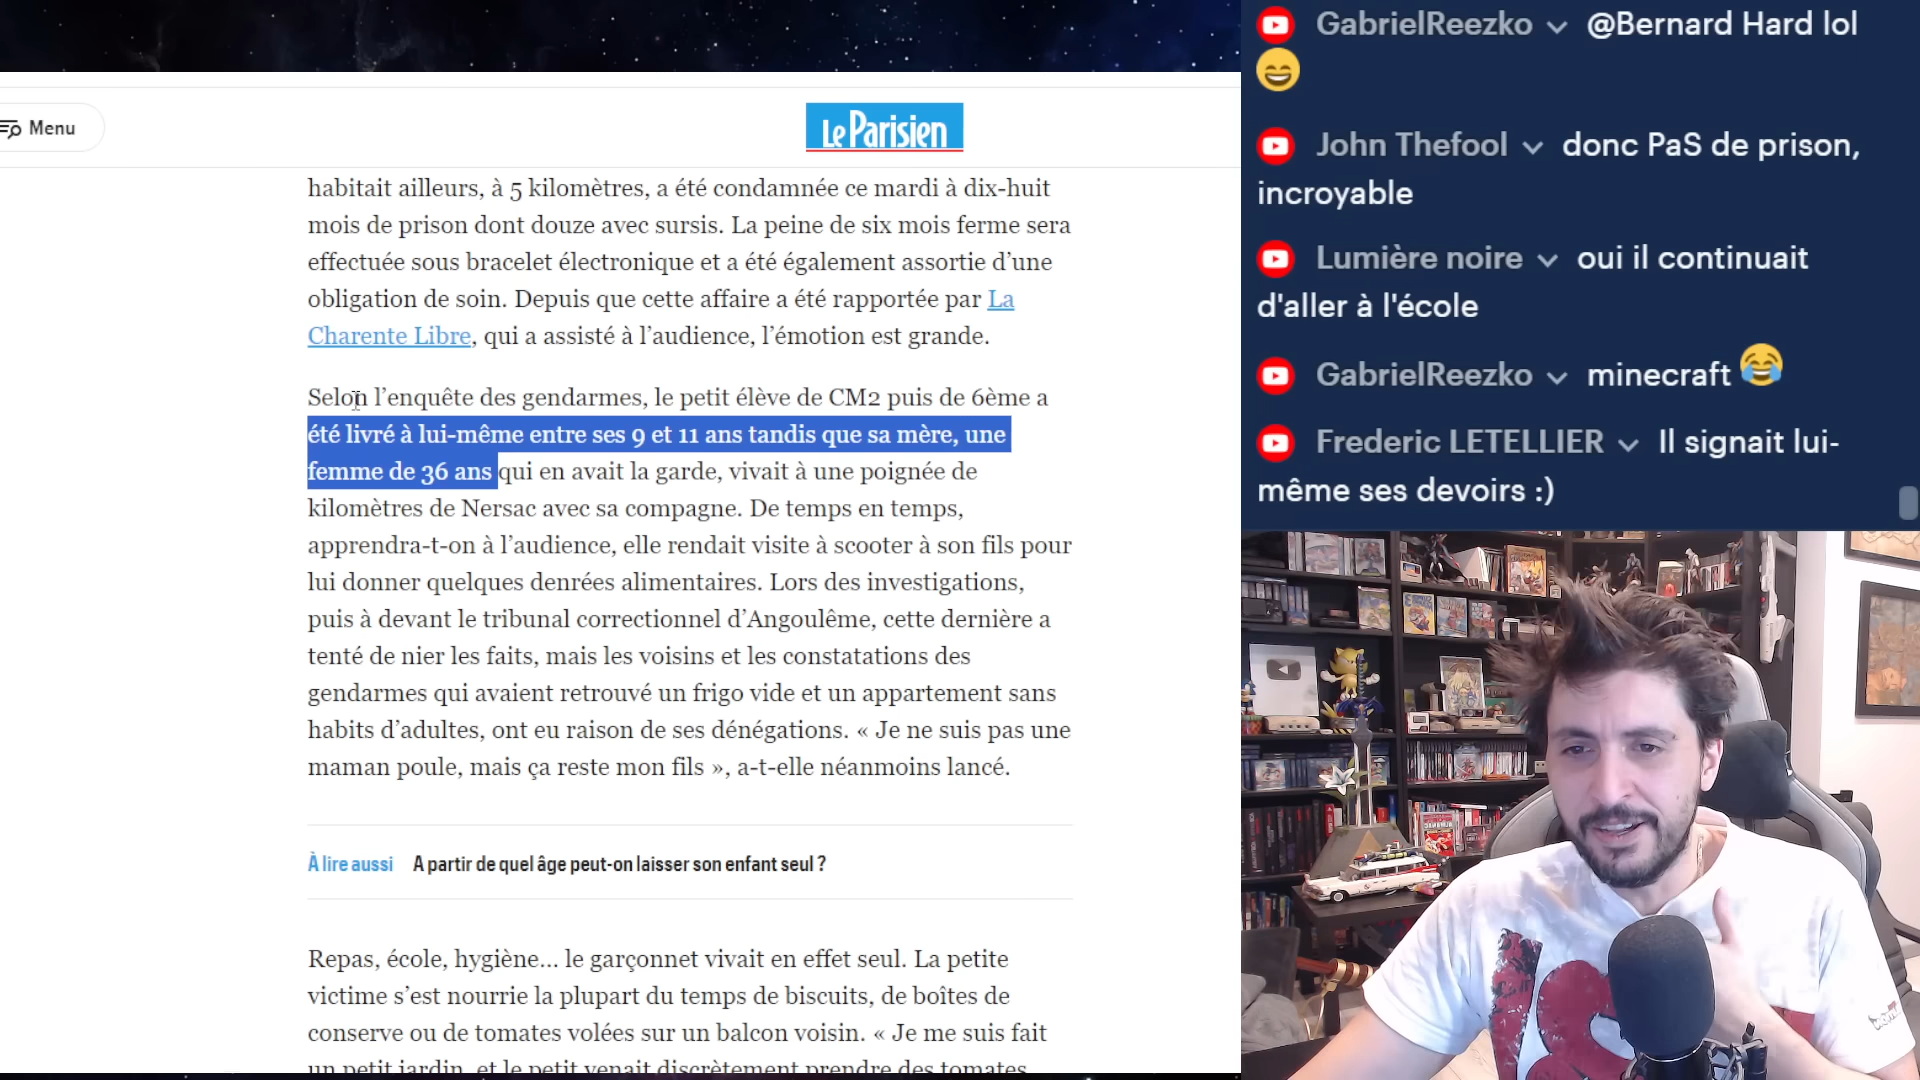 Menu
Le Parisien
habitait ailleurs, à 5 kilomètres, a été condamnée ce mardi à dix-huit
mois de prison dont douze avec sursis. La peine de six mois ferme sera
effectuée sous bracelet électronique et a été également assortie d’une
obligation de soin. Depuis que cette affaire a été rapportée par La
Charente Libre, qui a assisté à l’audience, l’émotion est grande.
Selon l’enquête des gendarmes, le petit élève de CM2 puis de 6ème a
été livré à lui-même entre ses 9 et 11 ans tandis que sa mère, une
femme de 36 ans qui en avait la garde, vivait à une poignée de
kilomètres de Nersac avec sa compagne. De temps en temps,
apprendra-t-on à l’audience, elle rendait visite à scooter à son fils pour
lui donner quelques denrées alimentaires. Lors des investigations,
puis à devant le tribunal correctionnel d’Angoulême, cette dernière a
tenté de nier les faits, mais les voisins et les constatations des
gendarmes qui avaient retrouvé un frigo vide et un appartement sans
habits d’adultes, ont eu raison de ses dénégations. « Je ne suis pas une
maman poule, mais ça reste mon fils », a-t-elle néanmoins lancé.
À lire aussi A partir de quel âge peut-on laisser son enfant seul ?
Repas, école, hygiène... le garçonnet vivait en effet seul. La petite
victime s’est nourrie la plupart du temps de biscuits, de boîtes de
conserve ou de tomates volées sur un balcon voisin. « Je me suis fait
un petit jardin, et le petit venait discrètement prendre des tomates
GabrielReezko @Bernard Hard lol
😄
John Thefool donc PaS de prison,
incroyable
Lumière noire oui il continuait
d'aller à l'école
GabrielReezko minecraft 😂
Frederic LETELLIER Il signait lui-
même ses devoirs :)